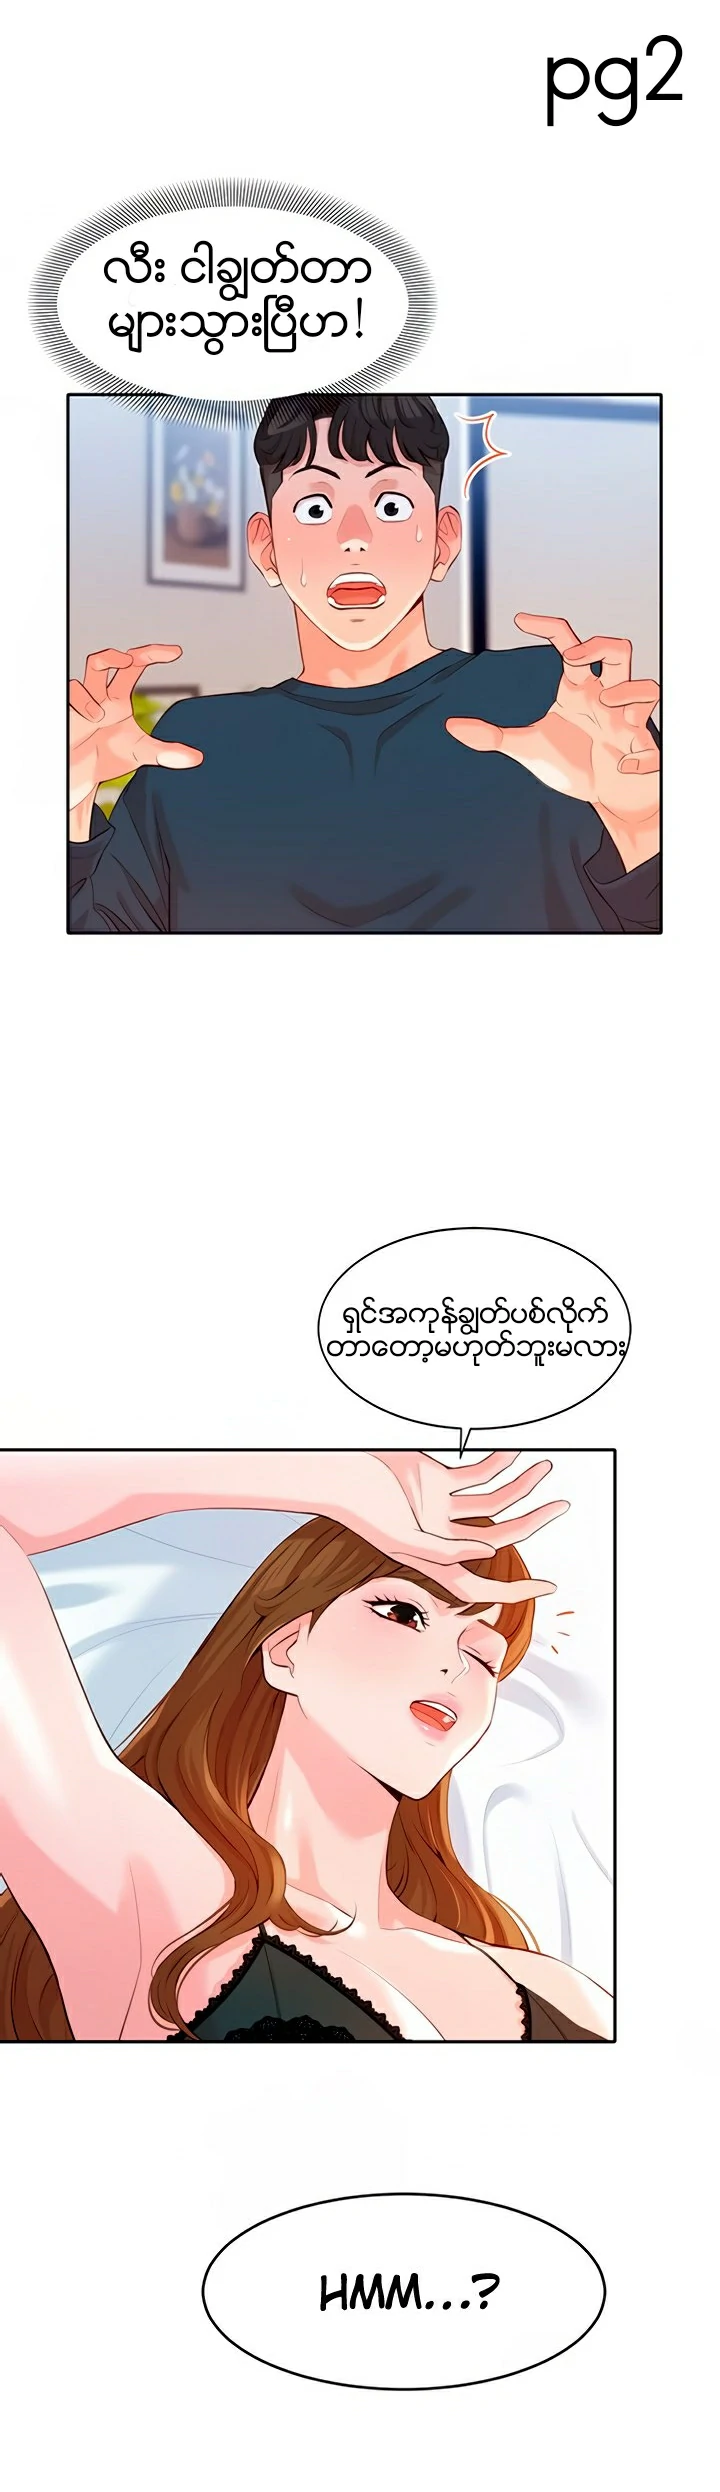 pg2
လီး ငါချွတ်တာ
များသွားပြီဟ!
ရှင်အကုန်ချွတ်ပစ်လိုက်
တာတော့မဟုတ်ဘူးမလား
HMM...?